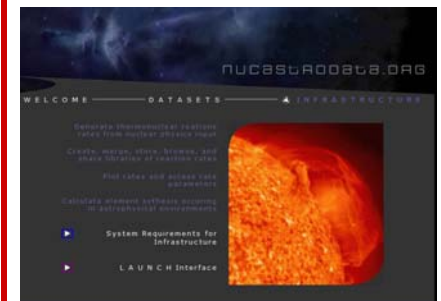 nucastrodata.org
WELCOME DATASETS INFRASTRUCTURE
Generate thermonuclear reactions
rates from nuclear physics input
Create, merge, store, browse, and
share libraries of reaction rates
Plot rates and access rate
parameters
Calculate element synthesis occuring
in astrophysical environments
System Requirements for
Infrastructure
LAUNCH Interface